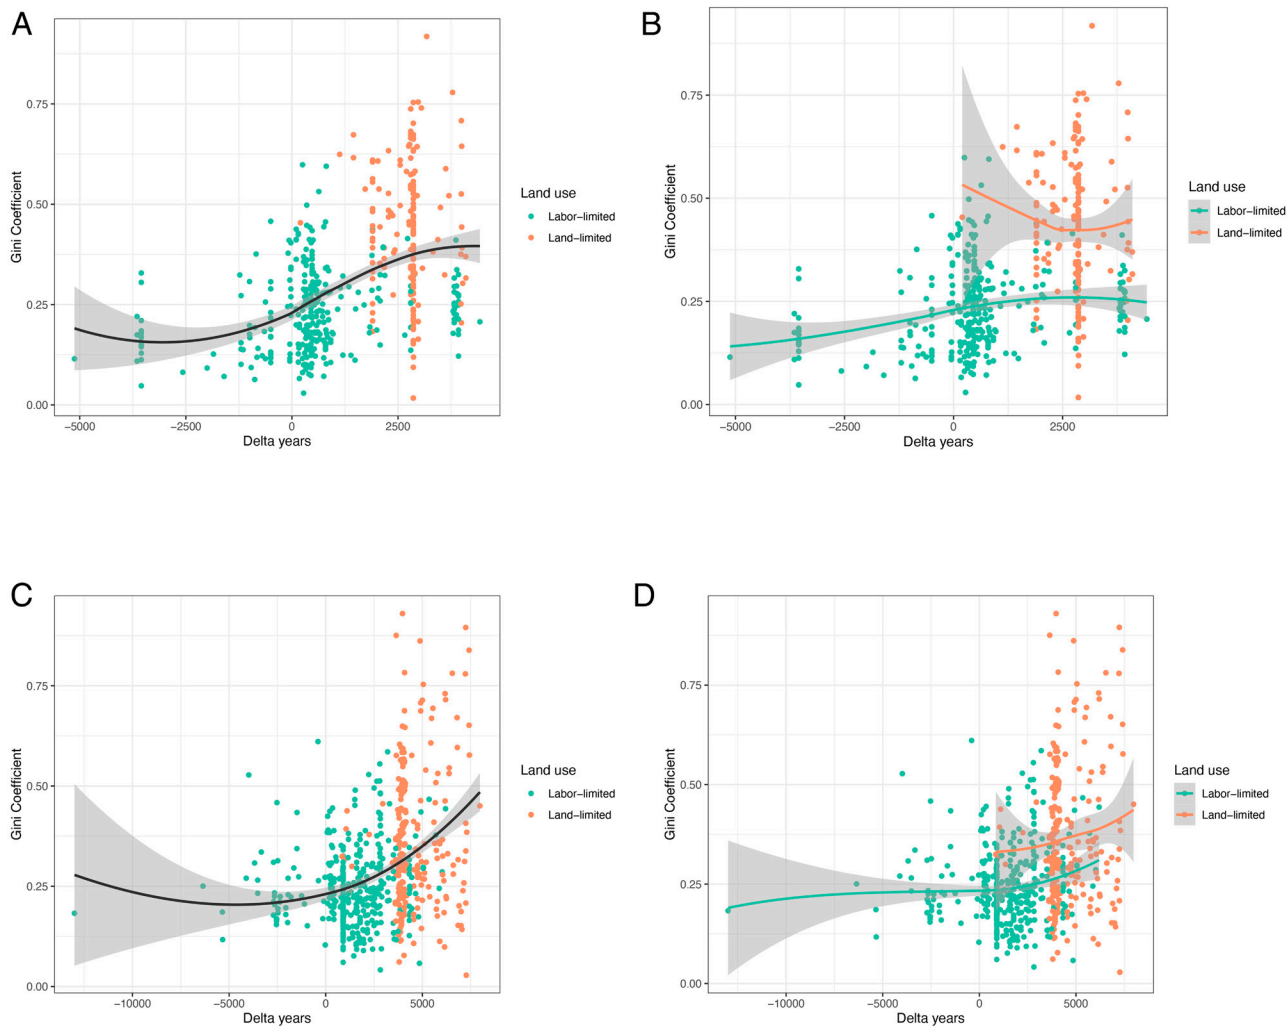 A
0.75
0.50
0.25
0.00
Gini Coefficient
−5000
−2500
0
2500
Delta years
Land use
Labor−limited
Land−limited
B
0.75
0.50
0.25
0.00
Gini Coefficient
−5000
−2500
0
2500
Delta years
Land use
Labor−limited
Land−limited
C
0.75
0.50
0.25
0.00
Gini Coefficient
−10000
−5000
0
5000
Delta years
Land use
Labor−limited
Land−limited
D
0.75
0.50
0.25
0.00
Gini Coefficient
−10000
−5000
0
5000
Delta years
Land use
Labor−limited
Land−limited